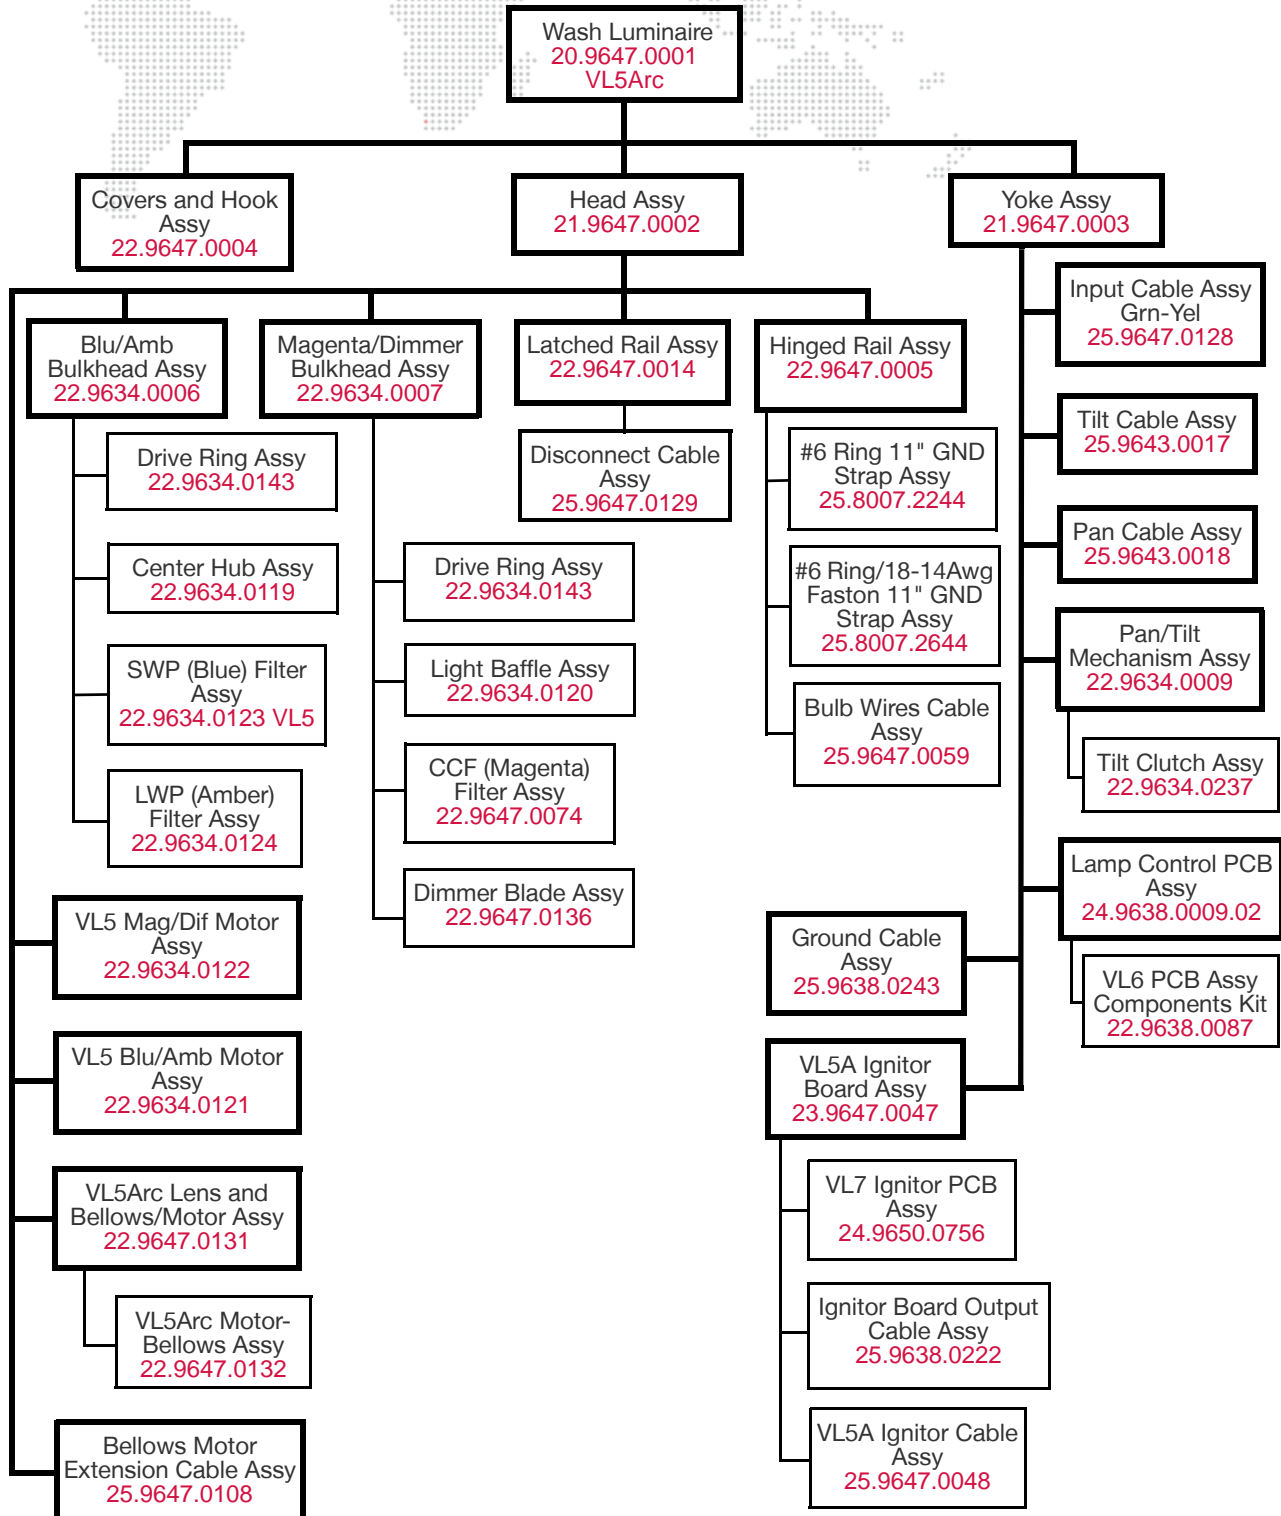 Wash Luminaire
20.9647.0001
VL5Arc
Covers and Hook
Assy
22.9647.0004
Head Assy
21.9647.0002
Yoke Assy
21.9647.0003
Blu/Amb
Bulkhead Assy
22.9634.0006
Magenta/Dimmer
Bulkhead Assy
22.9634.0007
Latched Rail Assy
22.9647.0014
Hinged Rail Assy
22.9647.0005
Input Cable Assy
Grn-Yel
25.9647.0128
Drive Ring Assy
22.9634.0143
Center Hub Assy
22.9634.0119
SWP (Blue) Filter
Assy
22.9634.0123 VL5
LWP (Amber)
Filter Assy
22.9634.0124
Drive Ring Assy
22.9634.0143
Light Baffle Assy
22.9634.0120
CCF (Magenta)
Filter Assy
22.9647.0074
Dimmer Blade Assy
22.9647.0136
Disconnect Cable
Assy
25.9647.0129
#6 Ring 11" GND
Strap Assy
25.8007.2244
#6 Ring/18-14Awg
Faston 11" GND
Strap Assy
25.8007.2644
Bulb Wires Cable
Assy
25.9647.0059
Tilt Cable Assy
25.9643.0017
Pan Cable Assy
25.9643.0018
Pan/Tilt
Mechanism Assy
22.9634.0009
Tilt Clutch Assy
22.9634.0237
Lamp Control PCB
Assy
24.9638.0009.02
VL6 PCB Assy
Components Kit
22.9638.0087
Ground Cable
Assy
25.9638.0243
VL5A Ignitor
Board Assy
23.9647.0047
VL7 Ignitor PCB
Assy
24.9650.0756
Ignitor Board Output
Cable Assy
25.9638.0222
VL5A Ignitor Cable
Assy
25.9647.0048
VL5 Mag/Dif Motor
Assy
22.9634.0122
VL5 Blu/Amb Motor
Assy
22.9634.0121
VL5Arc Lens and
Bellows/Motor Assy
22.9647.0131
VL5Arc Motor-
Bellows Assy
22.9647.0132
Bellows Motor
Extension Cable Assy
25.9647.0108